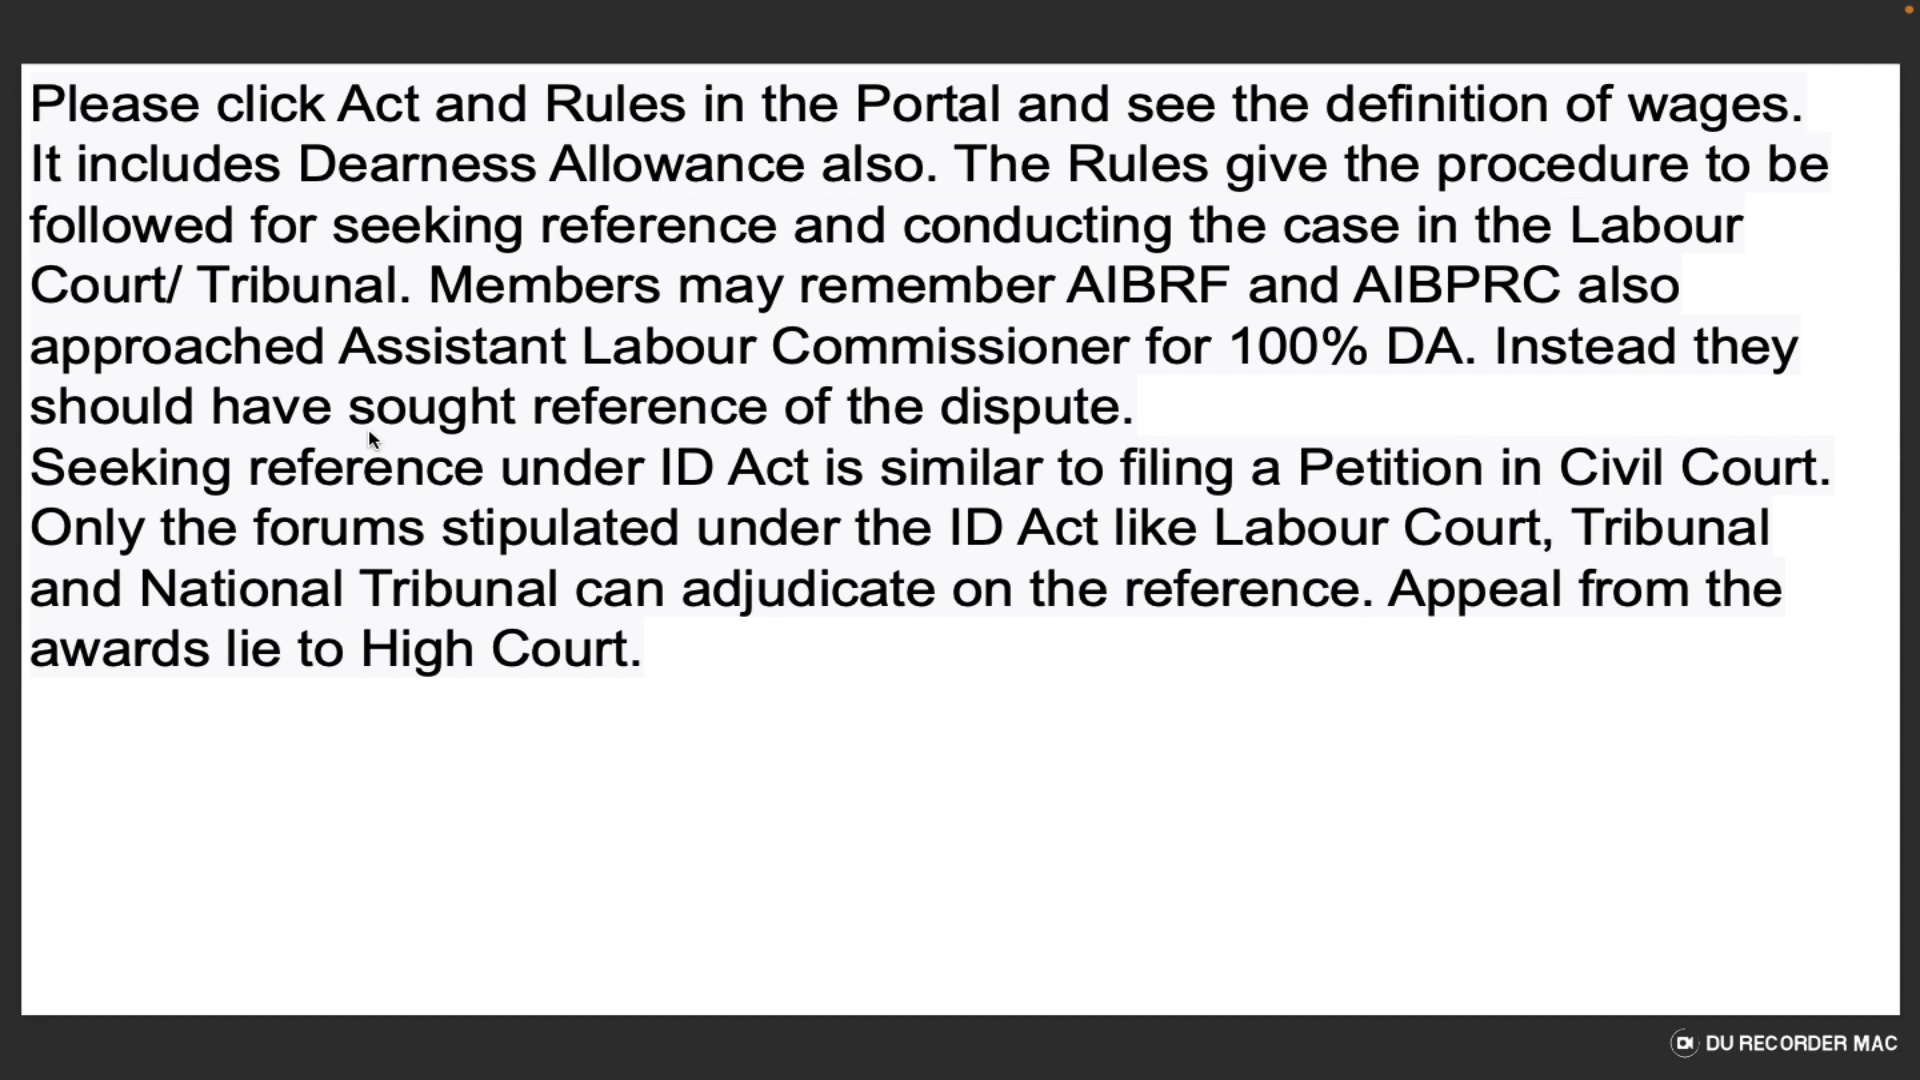 Please click Act and Rules in the Portal and see the definition of wages.
It includes Dearness Allowance also. The Rules give the procedure to be
followed for seeking reference and conducting the case in the Labour
Court/ Tribunal. Members may remember AIBRF and AIBPRC also
approached Assistant Labour Commissioner for 100% DA. Instead they
should have sought reference of the dispute.
Seeking reference under ID Act is similar to filing a Petition in Civil Court.
Only the forums stipulated under the ID Act like Labour Court, Tribunal
and National Tribunal can adjudicate on the reference. Appeal from the
awards lie to High Court.
DU RECORDER MAC